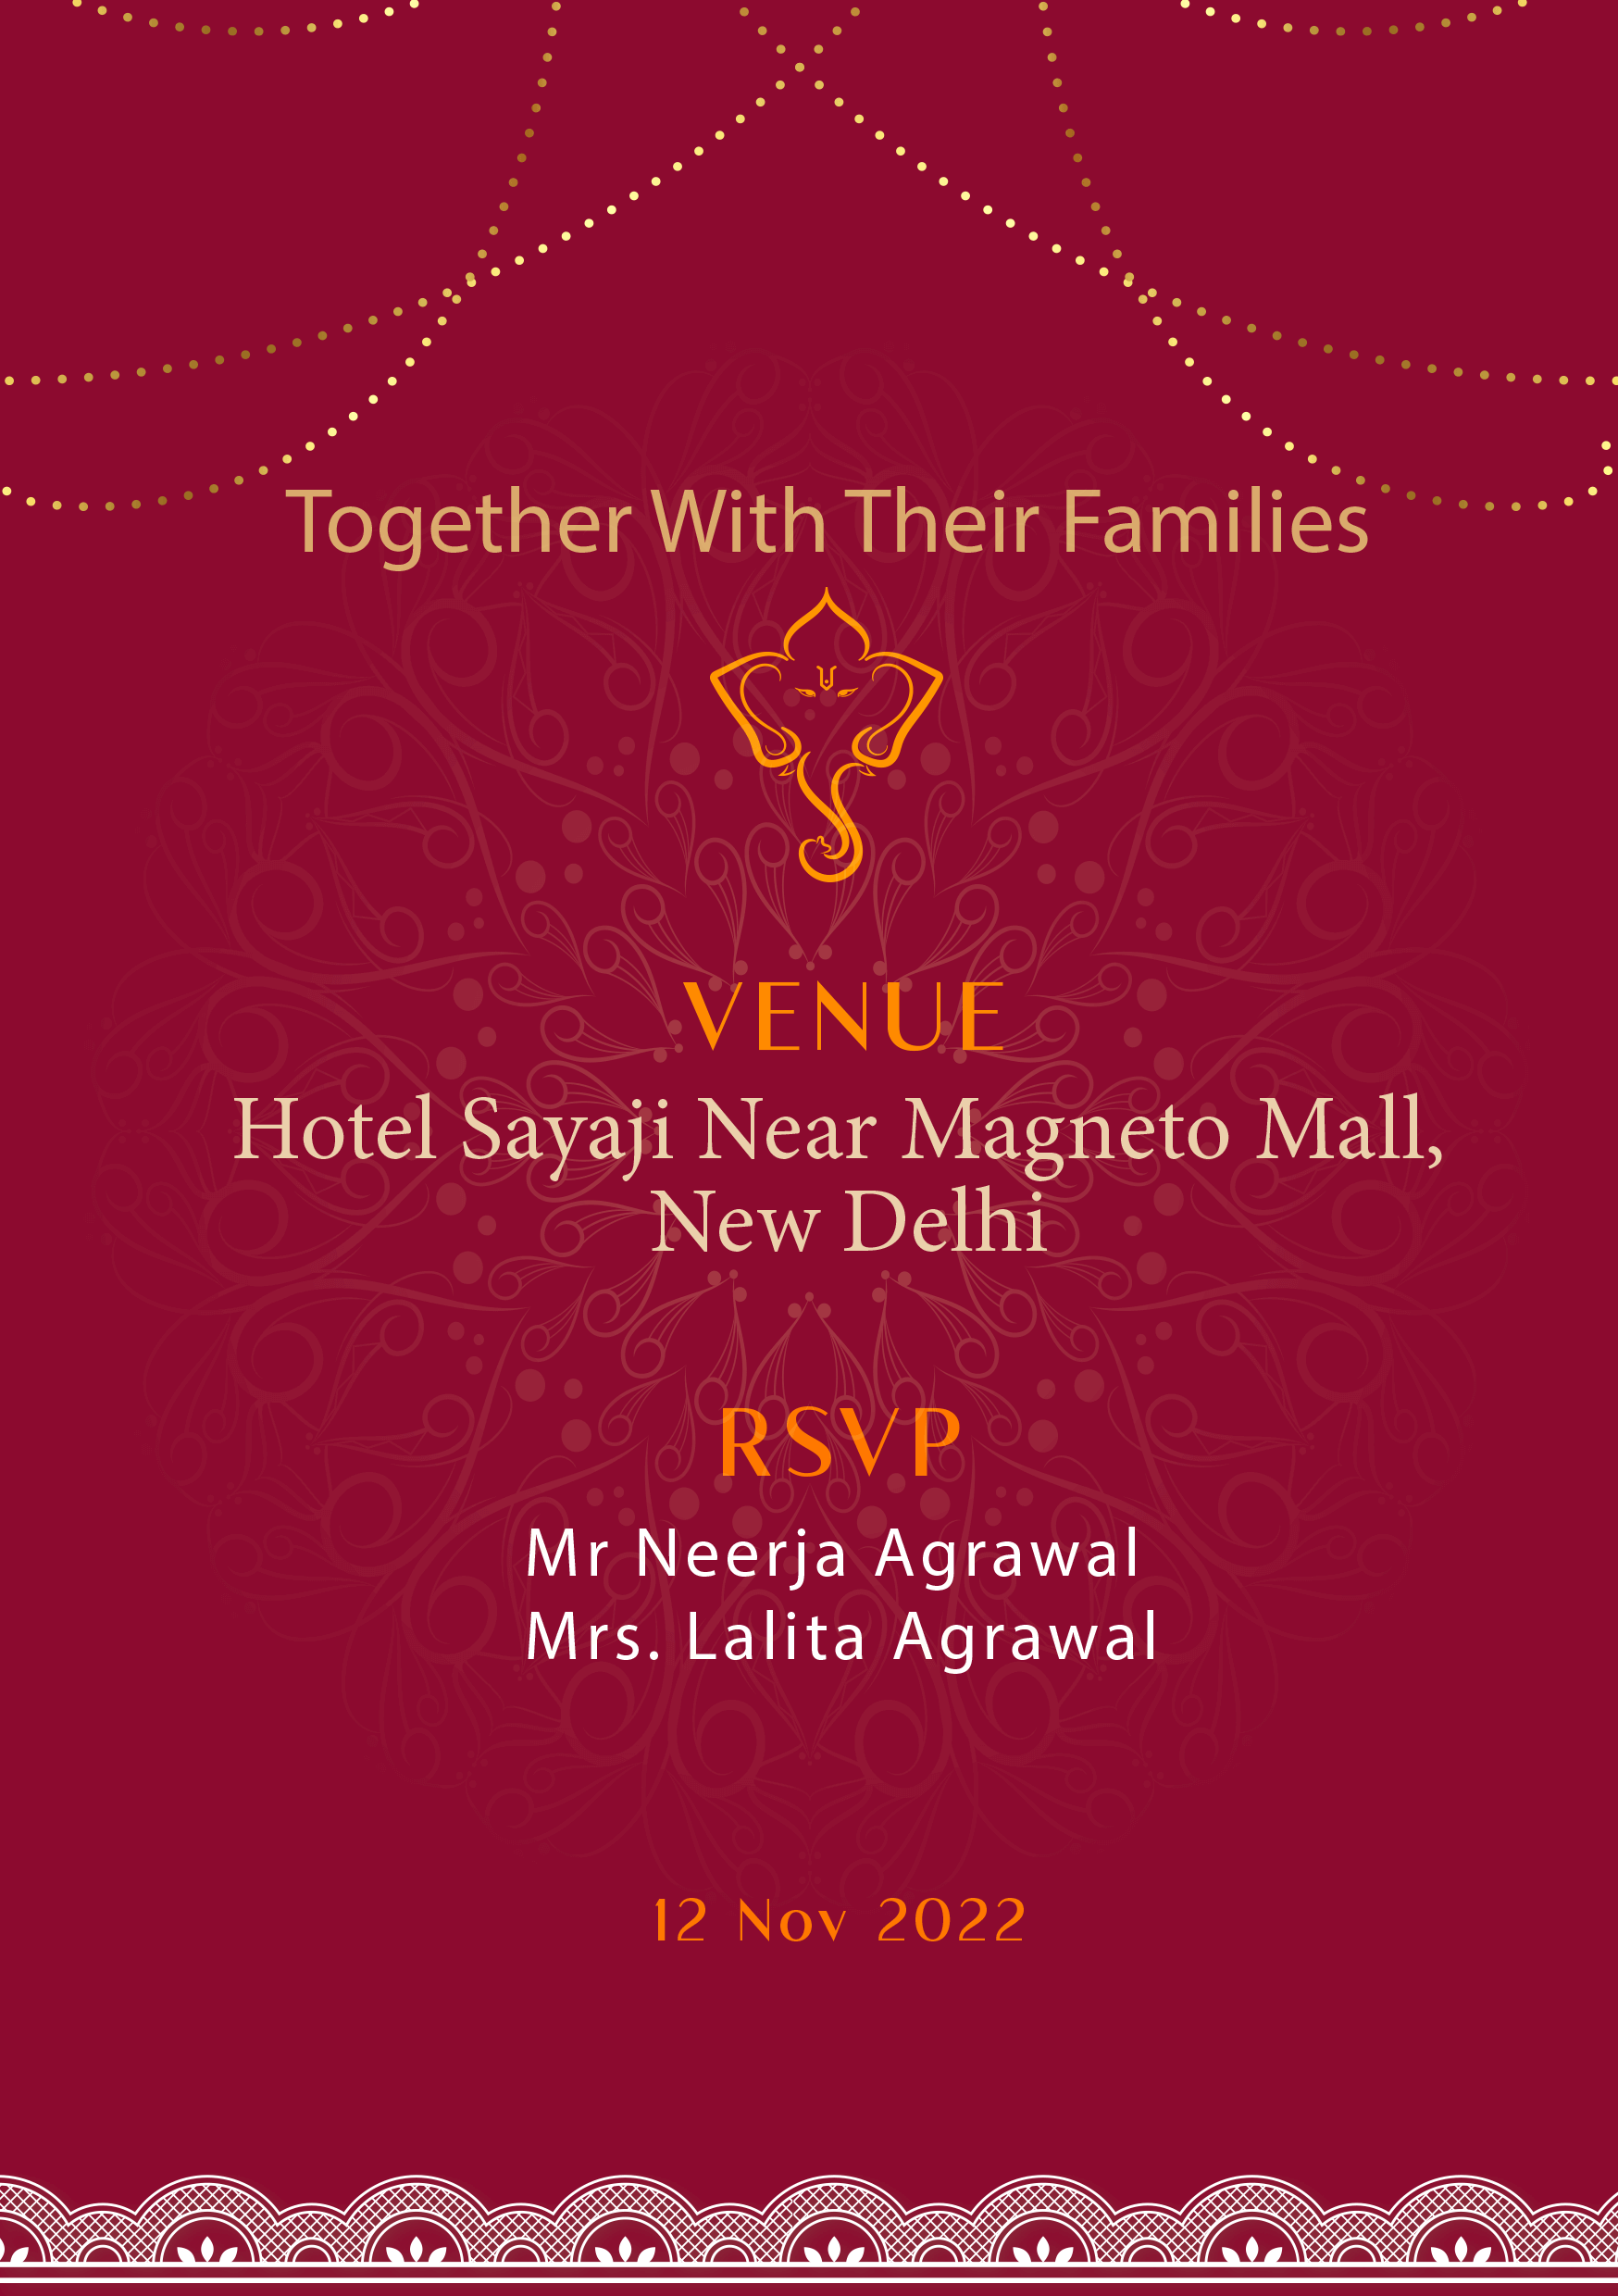 Together With Their Families
VENUE
Hotel Sayaji Near Magneto Mall,
New Delhi
RSVP
Mr Neerja Agrawal
Mrs. Lalita Agrawal
12 Nov 2022